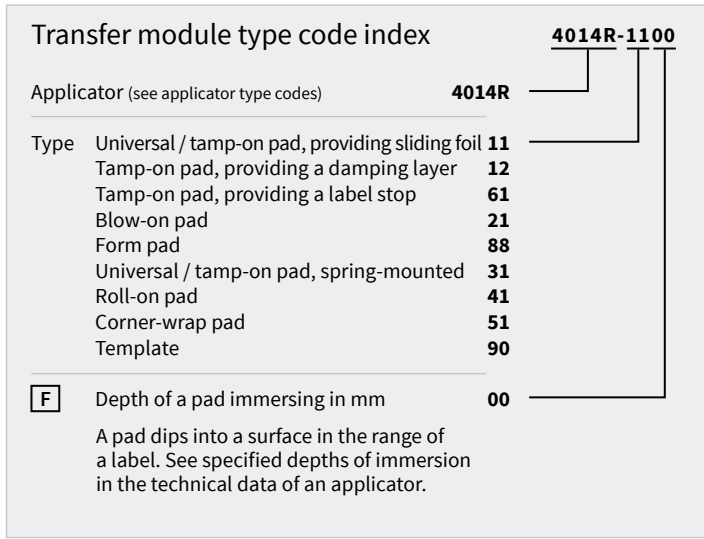 Transfer module type code index 4014R-1100
Applicator (see applicator type codes) 4014R
Type Universal / tamp-on pad, providing sliding foil 11
Tamp-on pad, providing a damping layer 12
Tamp-on pad, providing a label stop 61
Blow-on pad 21
Form pad 88
Universal / tamp-on pad, spring-mounted 31
Roll-on pad 41
Corner-wrap pad 51
Template 90
F Depth of a pad immersing in mm 00
A pad dips into a surface in the range of
a label. See specified depths of immersion
in the technical data of an applicator.